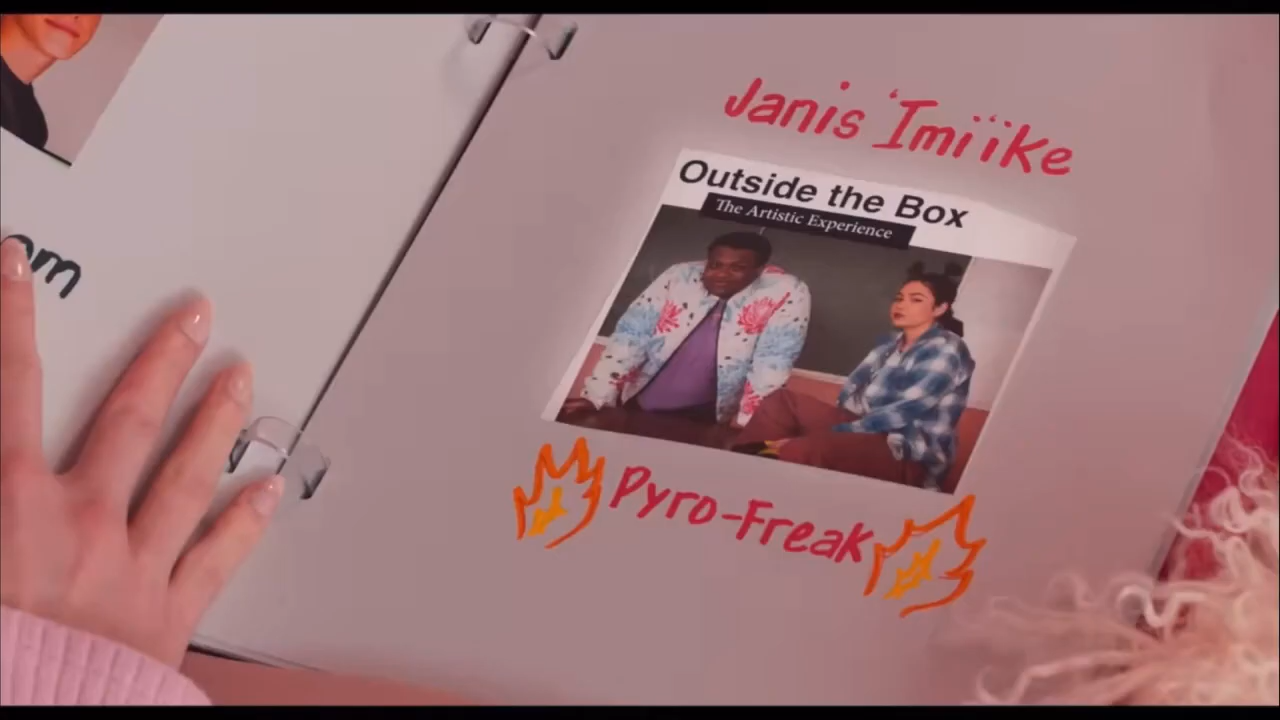 Janis 'Imi'ike
Outside the Box
The Artistic Experience
Pyro-Freak